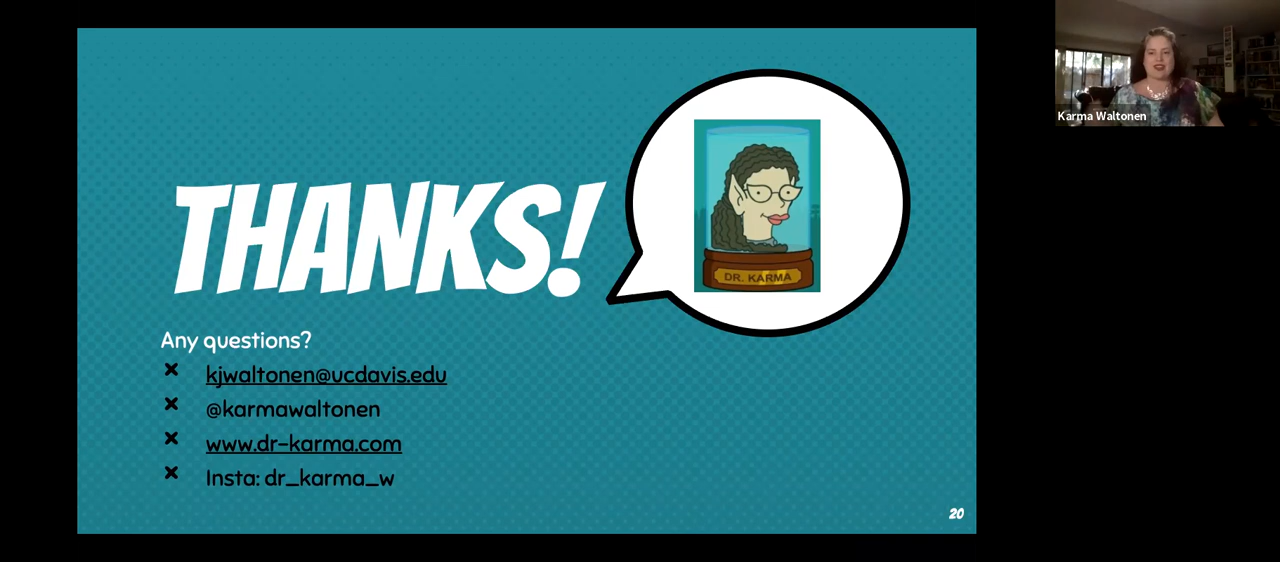 THANKS!
DR. KARMA
Any questions?
kjwaltonen@ucdavis.edu
@karmawaltonen
www.dr-karma.com
Insta: dr_karma_w
20
Karma Waltonen